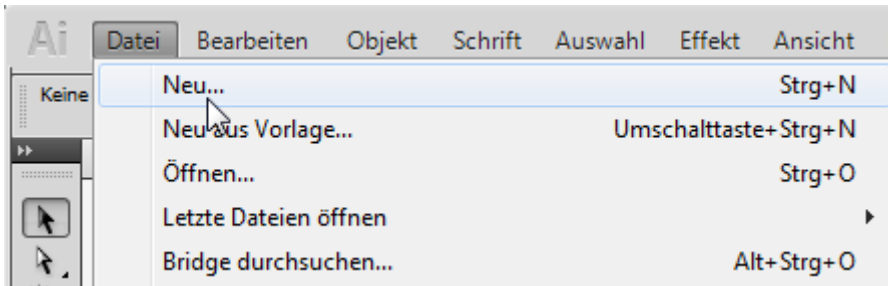 Ai Datei Bearbeiten Objekt Schrift Auswahl Effekt Ansicht
Keine
Neu... Strg+N
Neu aus Vorlage... Umschalttaste+Strg+N
Öffnen... Strg+O
Letzte Dateien öffnen
Bridge durchsuchen... Alt+Strg+O